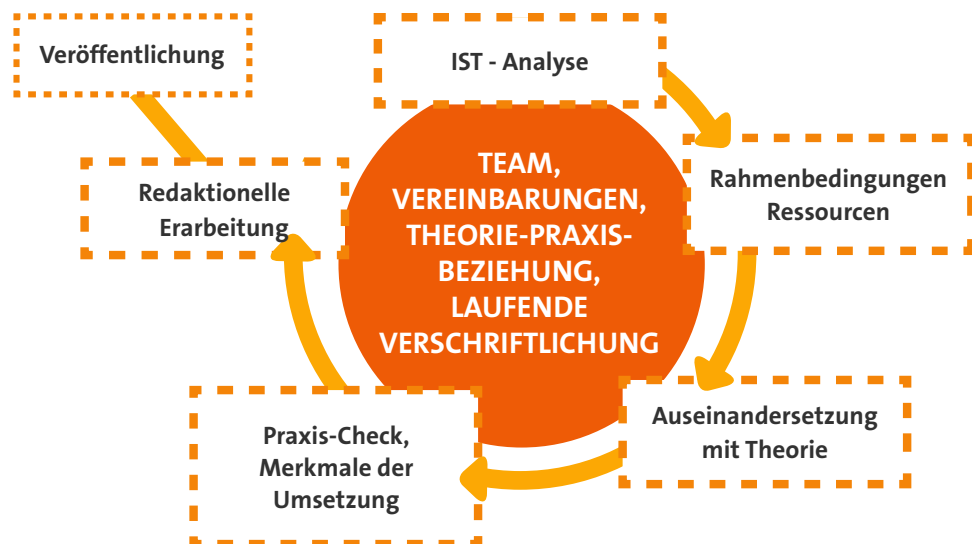 Veröffentlichung
IST - Analyse
TEAM,
VEREINBARUNGEN,
THEORIE-PRAXIS-
BEZIEHUNG,
LAUFENDE
VERSCHRIFTLICHUNG
Rahmenbedingungen
Ressourcen
Auseinandersetzung
mit Theorie
Praxis-Check,
Merkmale der
Umsetzung
Redaktionelle
Erarbeitung